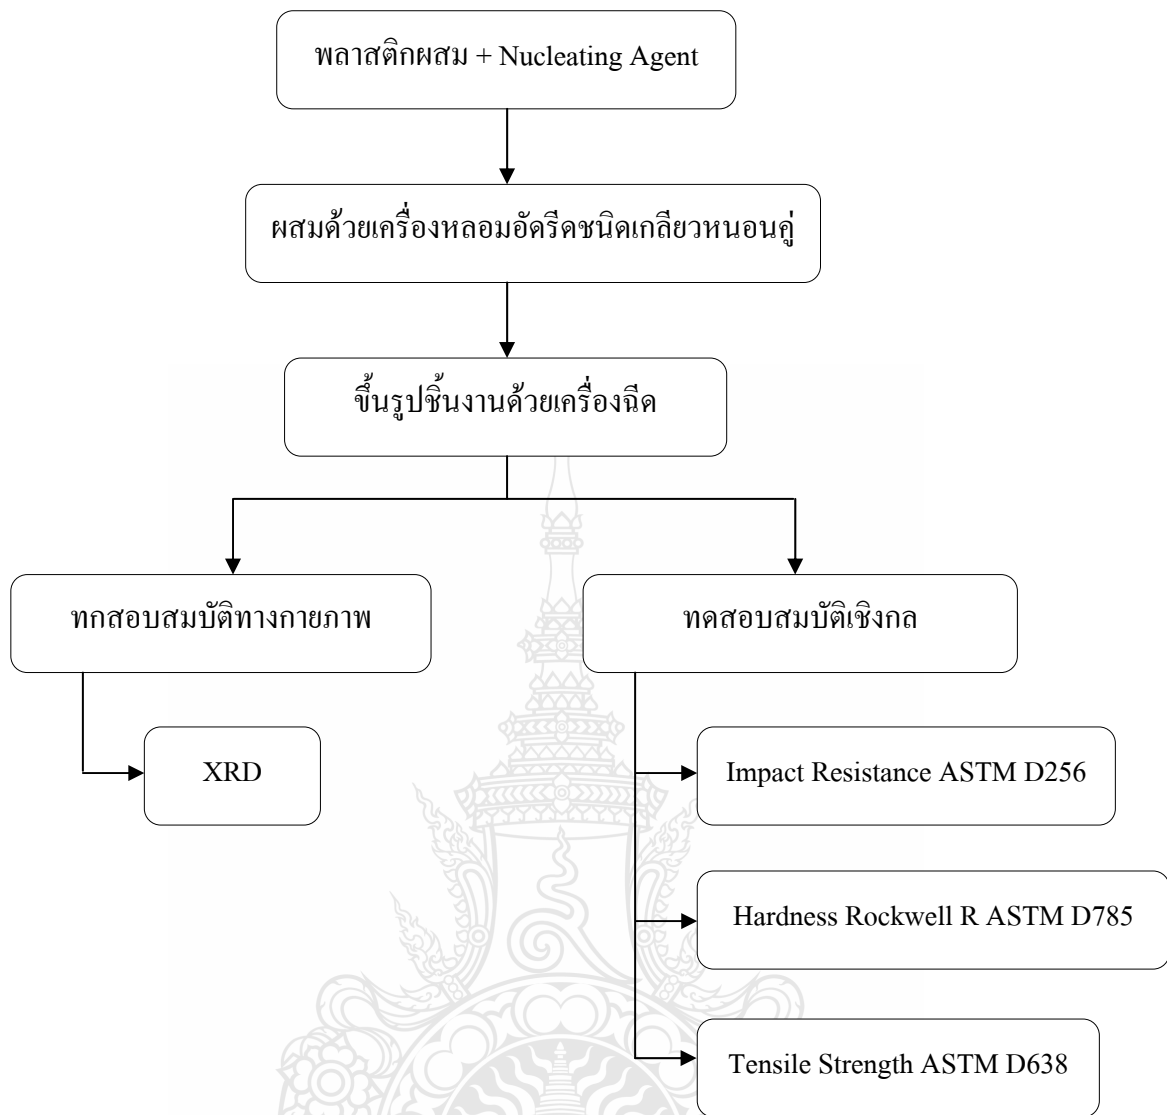 พลาสติกผสม + Nucleating Agent
ผสมด้วยเครื่องหลอมอัดรีดชนิดเกลียวหนอนคู่
ขึ้นรูปชิ้นงานด้วยเครื่องฉีด
ทกสอบสมบัติทางกายภาพ
ทดสอบสมบัติเชิงกล
XRD
Impact Resistance ASTM D256
Hardness Rockwell R ASTM D785
Tensile Strength ASTM D638